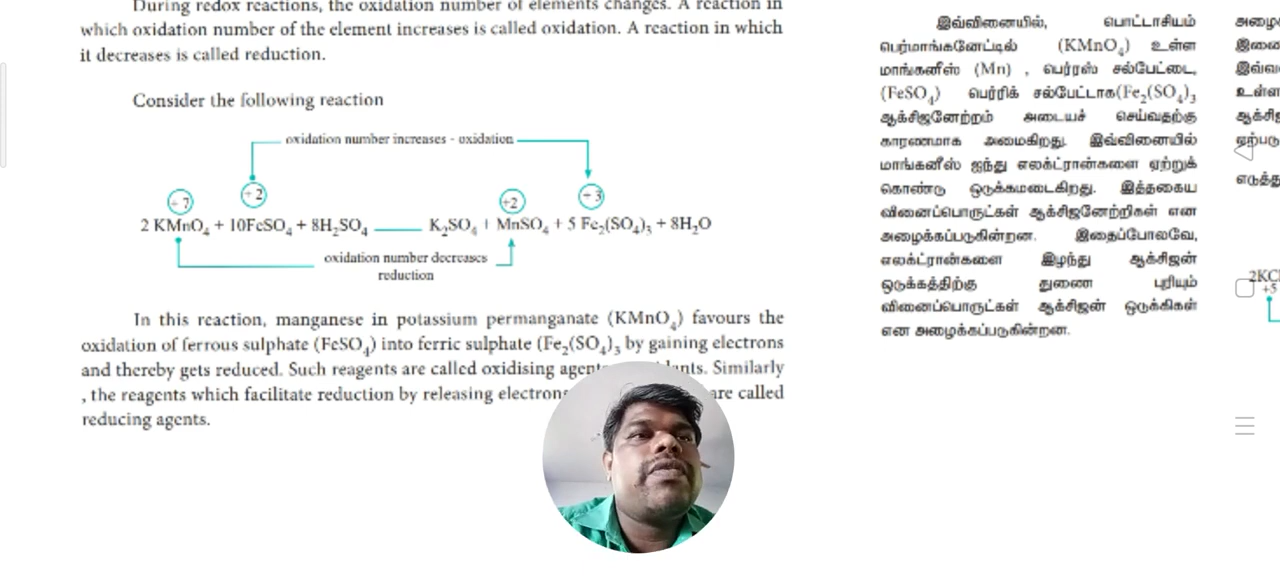 During redox reactions, the oxidation number of elements changes. A reaction in
which oxidation number of the element increases is called oxidation. A reaction in which
it decreases is called reduction.
Consider the following reaction
oxidation number increases - oxidation
+7 +2 +2 +3
2 KMnO₄ + 10FeSO₄ + 8H₂SO₄ K₂SO₄ + MnSO₄ + 5 Fe₂(SO₄)₃ + 8H₂O
oxidation number decreases
reduction
In this reaction, manganese in potassium permanganate (KMnO₄) favours the
oxidation of ferrous sulphate (FeSO₄) into ferric sulphate (Fe₂(SO₄)₃ by gaining electrons
and thereby gets reduced. Such reagents are called oxidising Similarly
, the reagents which facilitate reduction by releasing are called
reducing agents.
இவ்வினையில், பொட்டாசியம்
பெர்மாங்கனேட்டில் (KMnO₄) உள்ள
மாங்கனீஸ் (Mn) , பெர்ரஸ் சல்பேட்டை,
(FeSO₄) பெர்ரிக் சல்பேட்டாக(Fe₂(SO₄)₃
ஆக்சிஜனேற்றம் அடையச் செய்வதற்கு
காரணமாக அமைகிறது. இவ்வினையில்
மாங்கனீஸ் ஐந்து எலக்ட்ரான்களை ஏற்றுக்
கொண்டு ஒடுக்கமடைகிறது. இத்தகைய
வினைப்பொருட்கள் ஆக்சிஜனேற்றிகள் என
அழைக்கப்படுகின்றன. இதைப்போலவே,
எலக்ட்ரான்களை இழந்து ஆக்சிஜன்
ஒடுக்கத்திற்கு துணை புரியும்
வினைப்பொருட்கள் ஆக்சிஜன் ஒடுக்கிகள்
என அழைக்கப்படுகின்றன.
+5